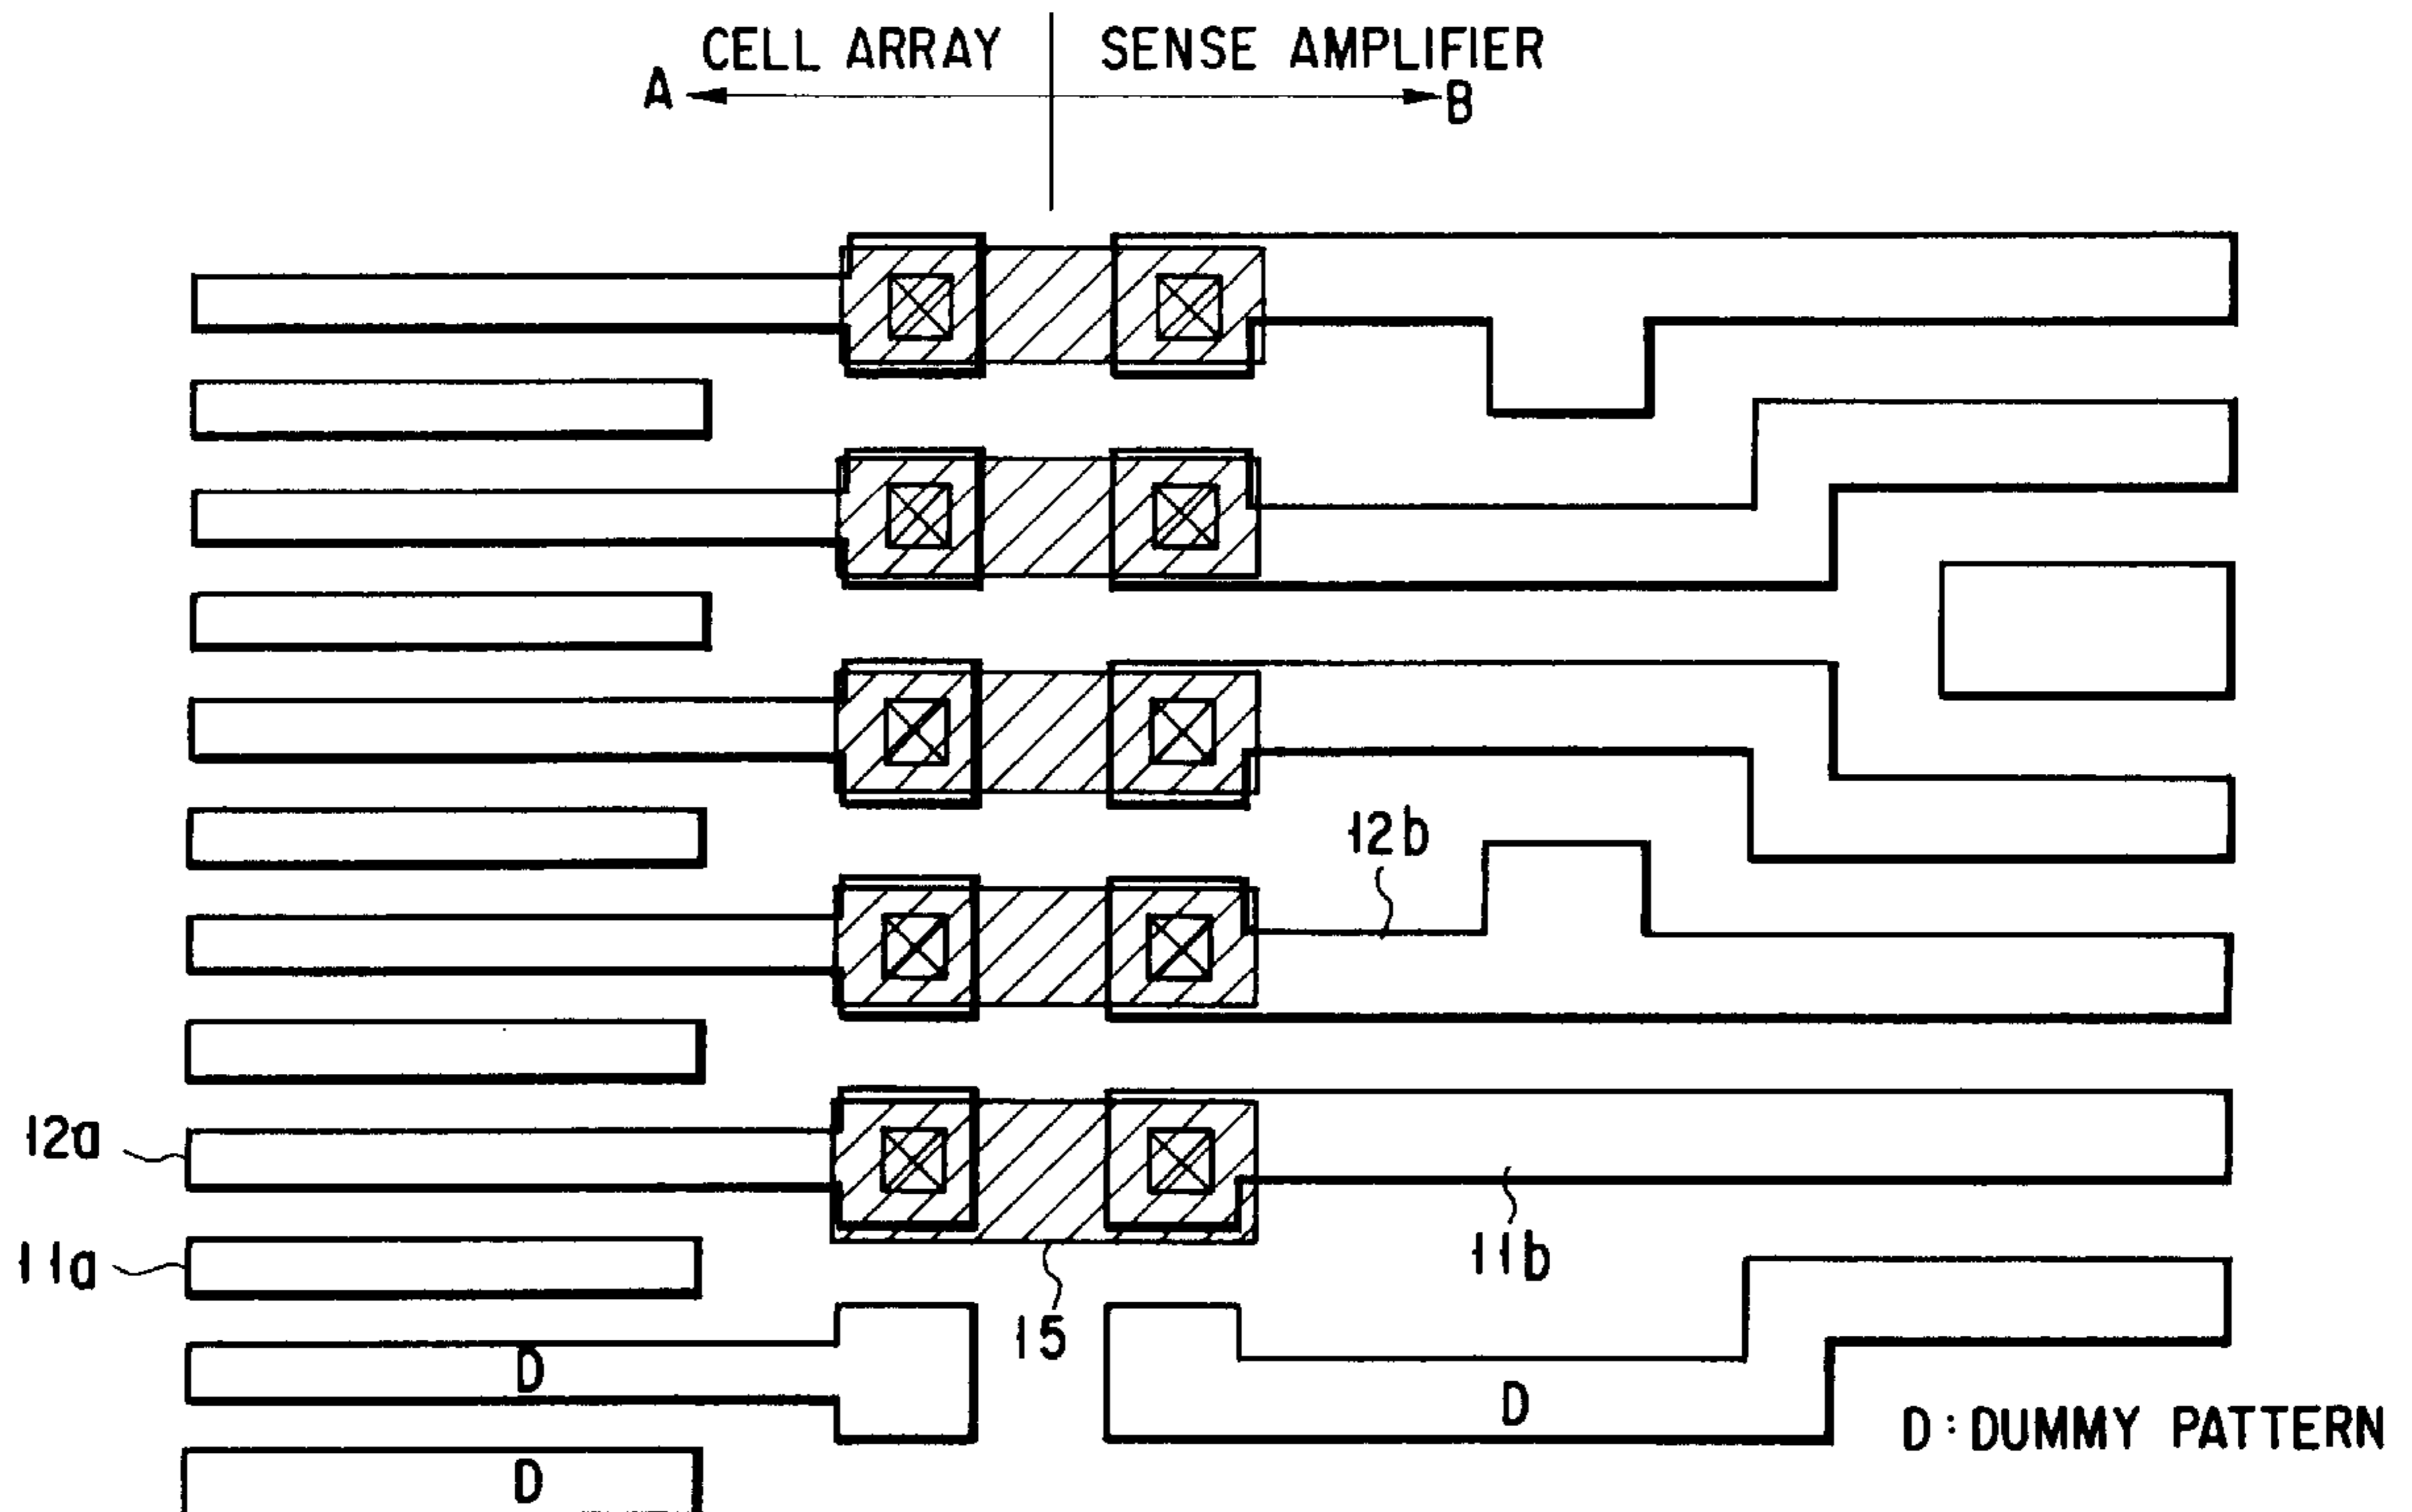 CELL ARRAY SENSE AMPLIFIER
A B
12b
12a
11b
11a
15
D
D
D : DUMMY PATTERN
D